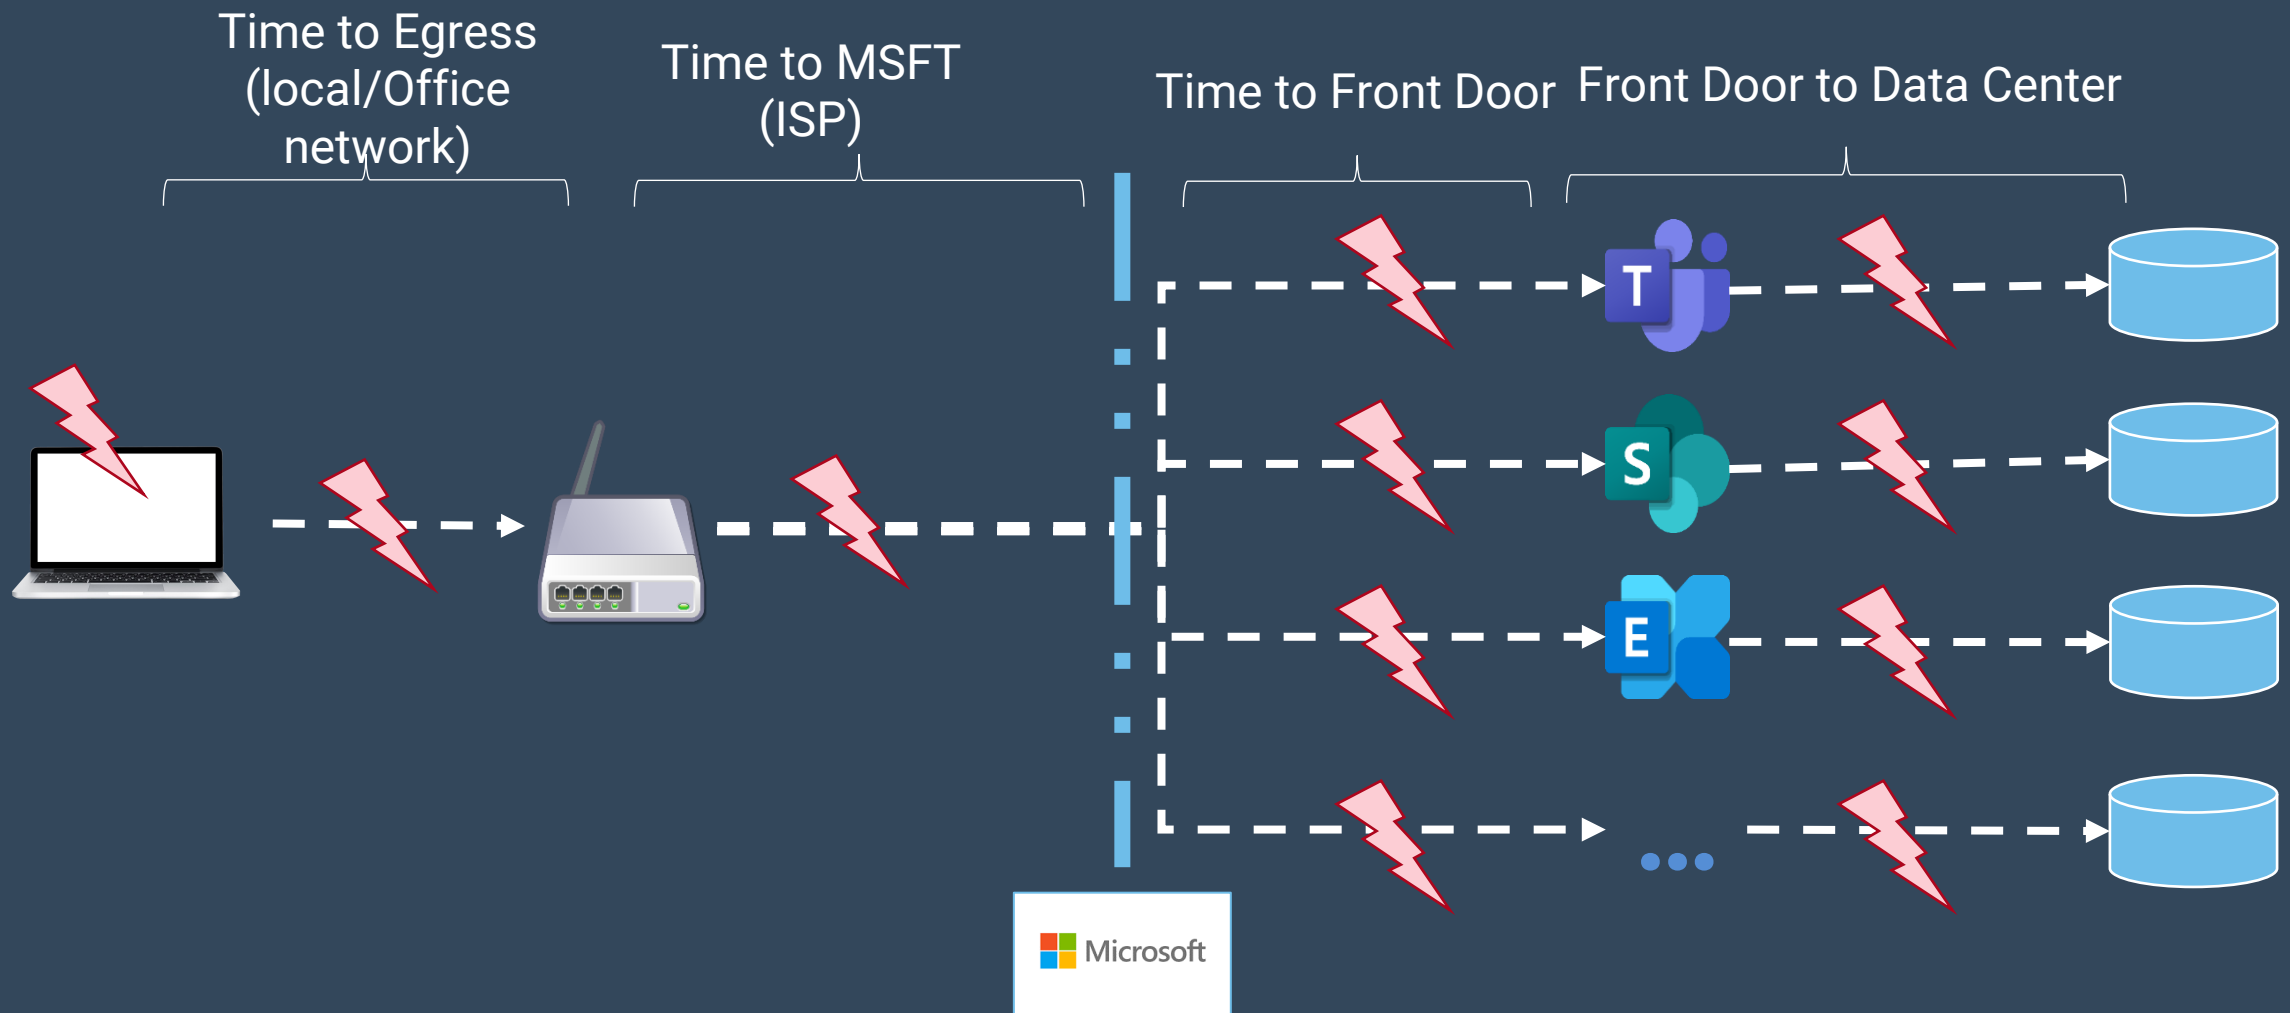 Time to Egress
(local/Office
network)
Time to MSFT
(ISP)
Time to Front Door
Front Door to Data Center
T
S
E
Microsoft